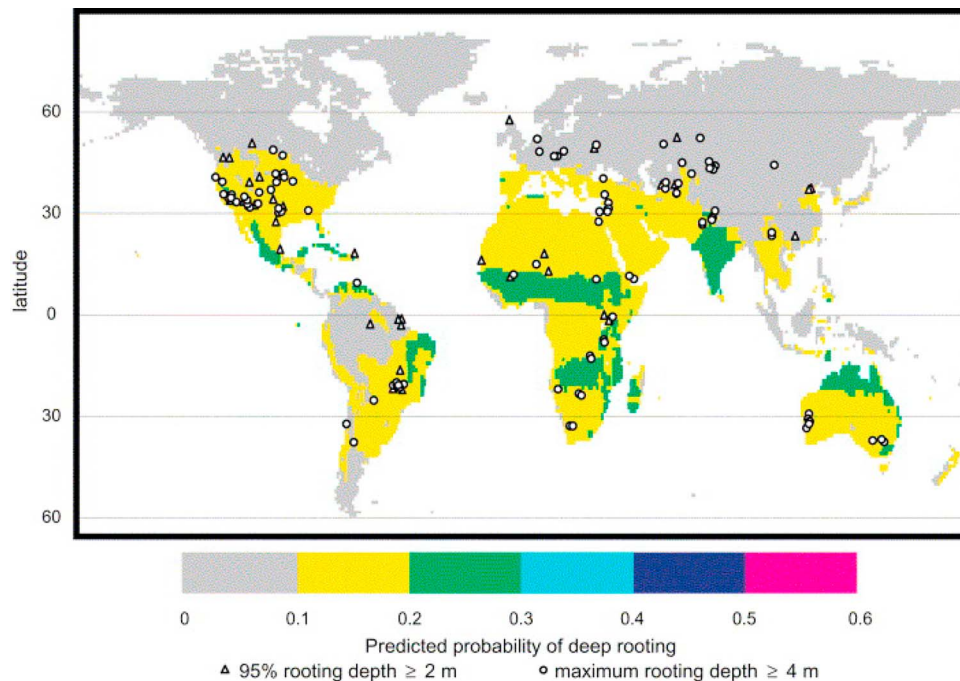 60
30
latitude
0
30
60
0 0.1 0.2 0.3 0.4 0.5 0.6
Predicted probability of deep rooting
△ 95% rooting depth ≥ 2 m ○ maximum rooting depth ≥ 4 m